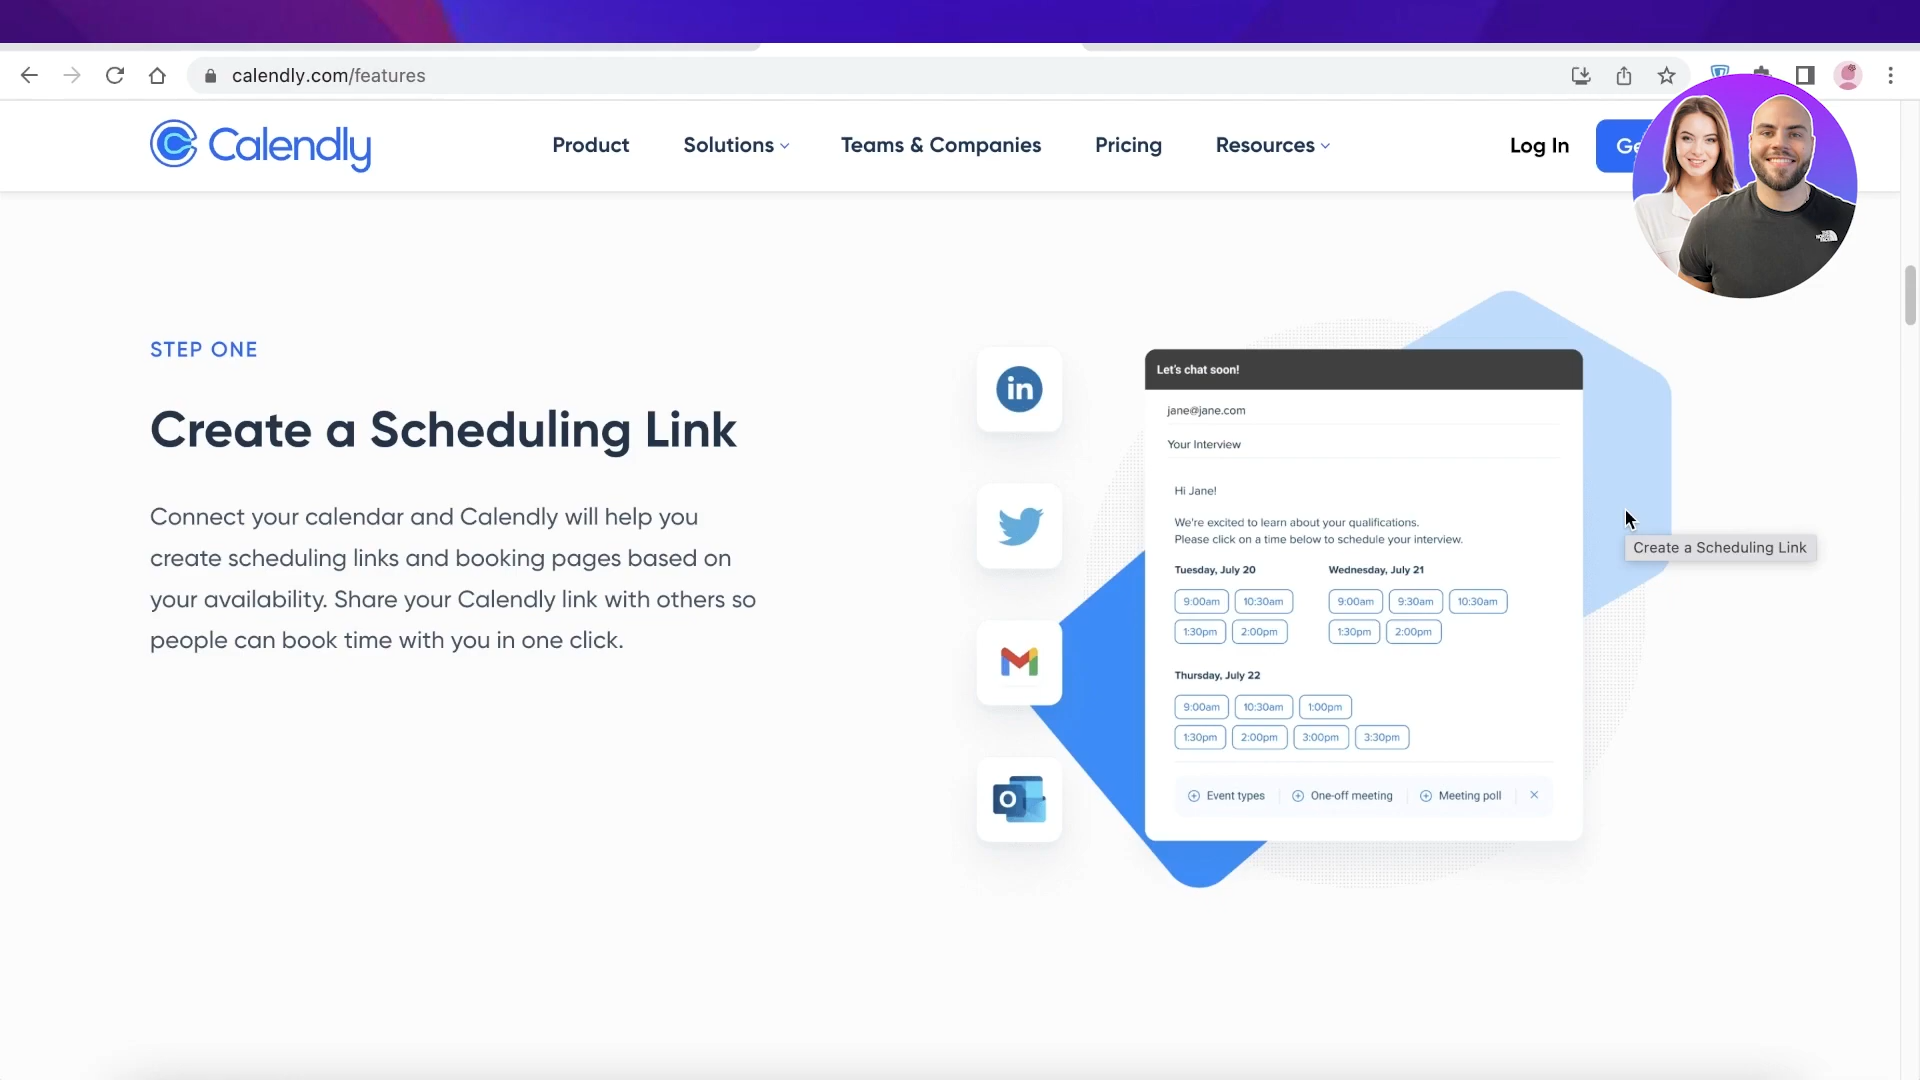 calendly.com/features
Calendly
Product
Solutions
Teams & Companies
Pricing
Resources
Log In
STEP ONE
Create a Scheduling Link
Connect your calendar and Calendly will help you
create scheduling links and booking pages based on
your availability. Share your Calendly link with others so
people can book time with you in one click.
in
Let's chat soon!
jane@jane.com
Your Interview
Hi Jane!
We're excited to learn about your qualifications.
Please click on a time below to schedule your interview.
Tuesday, July 20
9:00am 10:30am
1:30pm 2:00pm
Wednesday, July 21
9:00am 9:30am 10:30am
1:30pm 2:00pm
Thursday, July 22
9:00am 10:30am 1:00pm
1:30pm 2:00pm 3:00pm 3:30pm
Event types One-off meeting Meeting poll
Create a Scheduling Link